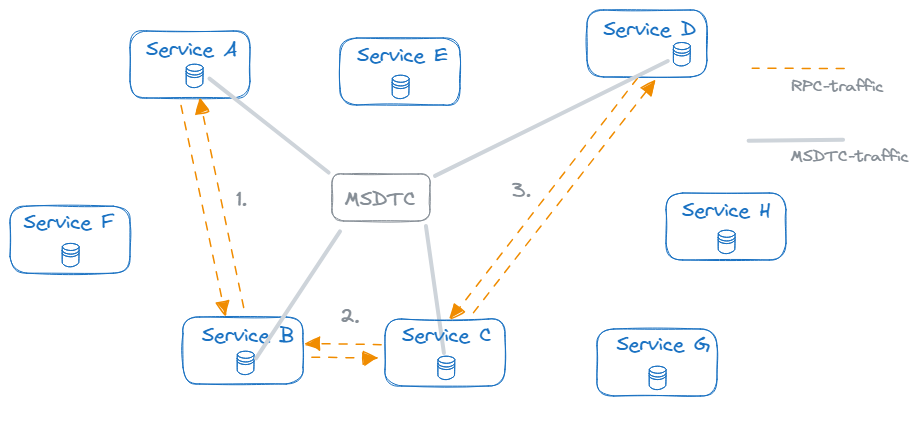 Service A
Service E
Service D
RPC-traffic
MSDTC-traffic
MSDTC
1.
3.
Service F
Service H
2.
Service B
Service C
Service G